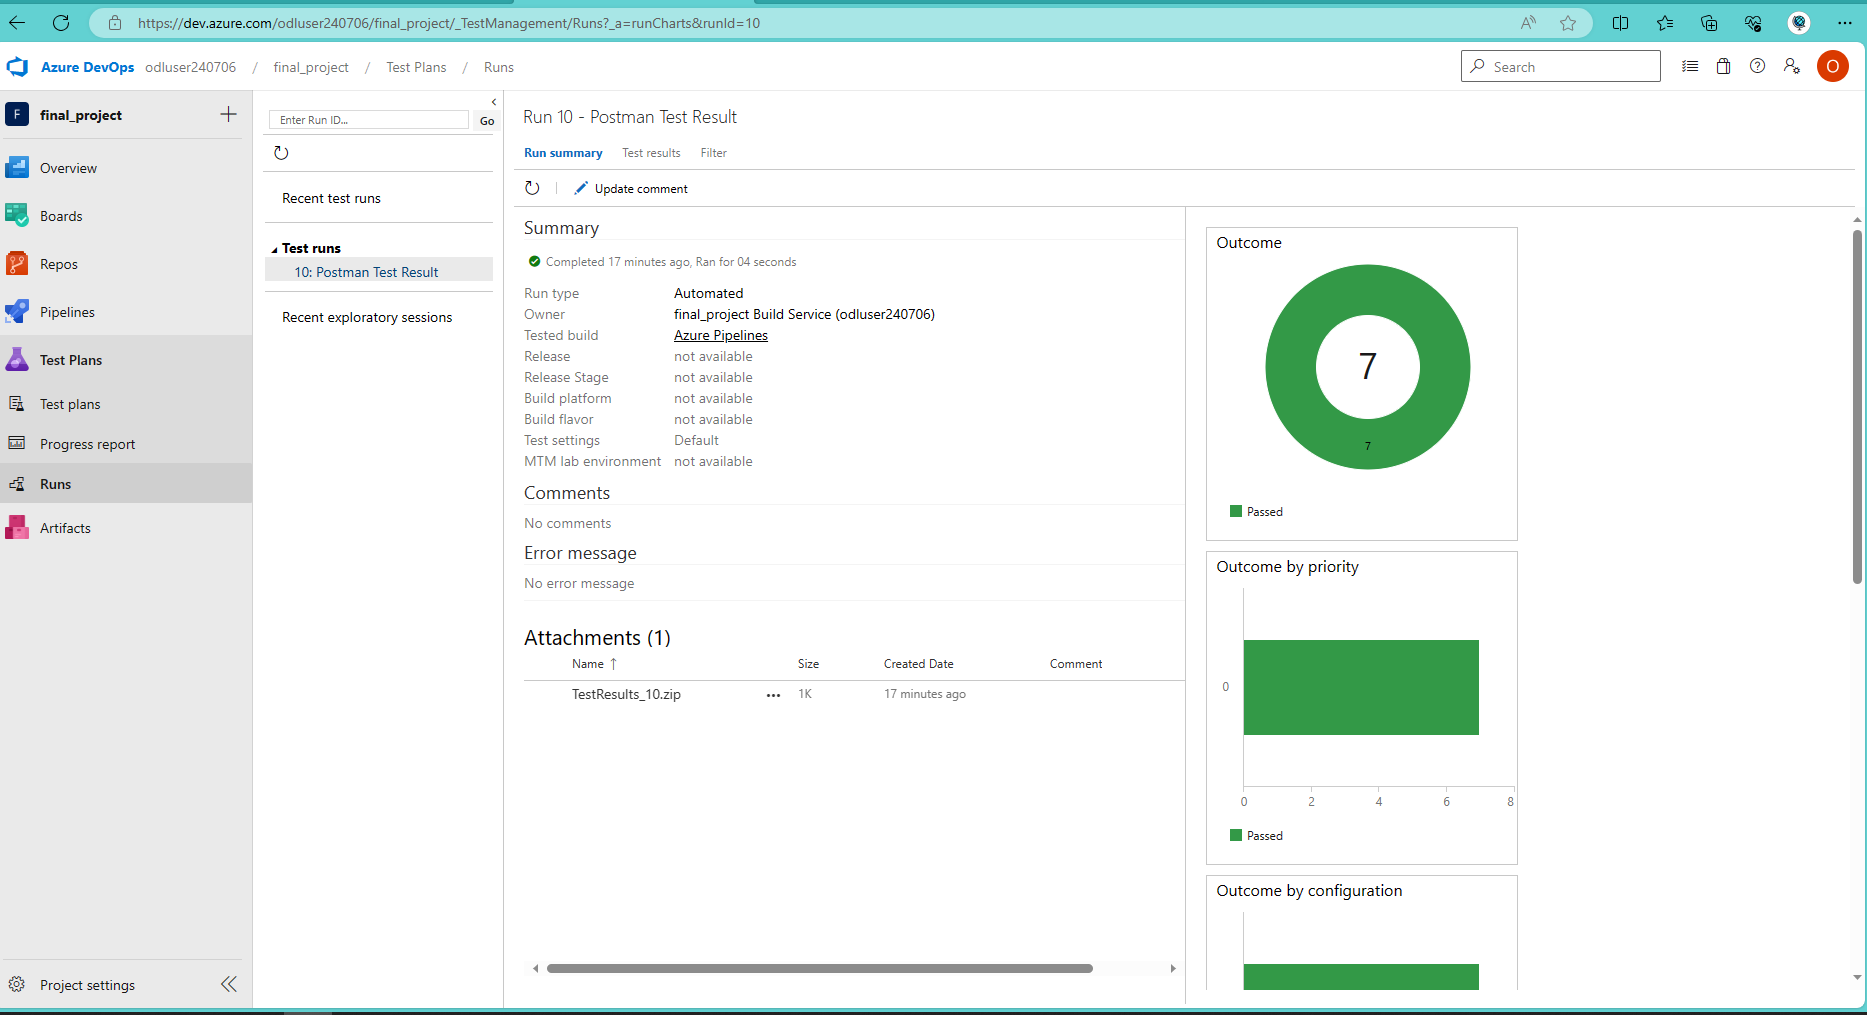 https://dev.azure.com/odluser240706/final_project/_TestManagement/Runs?_a=runCharts&runId=10
Azure DevOps odluser240706 / final_project / Test Plans / Runs
Search
O
F final_project
Overview
Boards
Repos
Pipelines
Test Plans
Test plans
Progress report
Runs
Artifacts
Project settings
Enter Run ID... Go
Recent test runs
Test runs
10: Postman Test Result
Recent exploratory sessions
Run 10 - Postman Test Result
Run summary Test results Filter
Update comment
Summary
Completed 17 minutes ago, Ran for 04 seconds
Run type Automated
Owner final_project Build Service (odluser240706)
Tested build Azure Pipelines
Release not available
Release Stage not available
Build platform not available
Build flavor not available
Test settings Default
MTM lab environment not available
Comments
No comments
Error message
No error message
Attachments (1)
Name ↑ Size Created Date Comment
TestResults_10.zip ... 1K 17 minutes ago
Outcome
7
7
Passed
Outcome by priority
0
0 2 4 6 8
Passed
Outcome by configuration